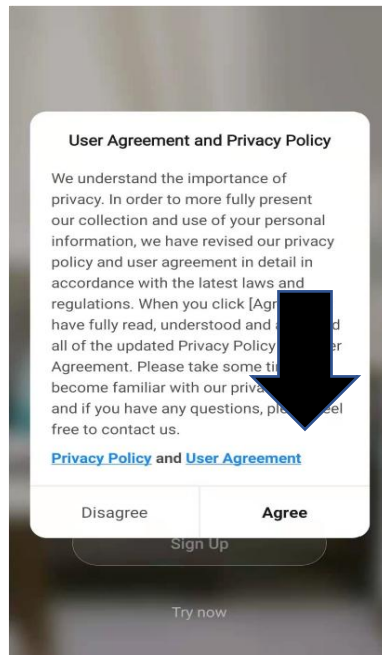 User Agreement and Privacy Policy
We understand the importance of
privacy. In order to more fully present
our collection and use of your personal
information, we have revised our privacy
policy and user agreement in detail in
accordance with the latest laws and
regulations. When you click
have fully read, understood and
all of the updated Privacy Policy
Agreement. Please take some
become familiar with our
and if you have any questions,
free to contact us.
Privacy Policy and User Agreement
Disagree Agree
Sign Up
Try now